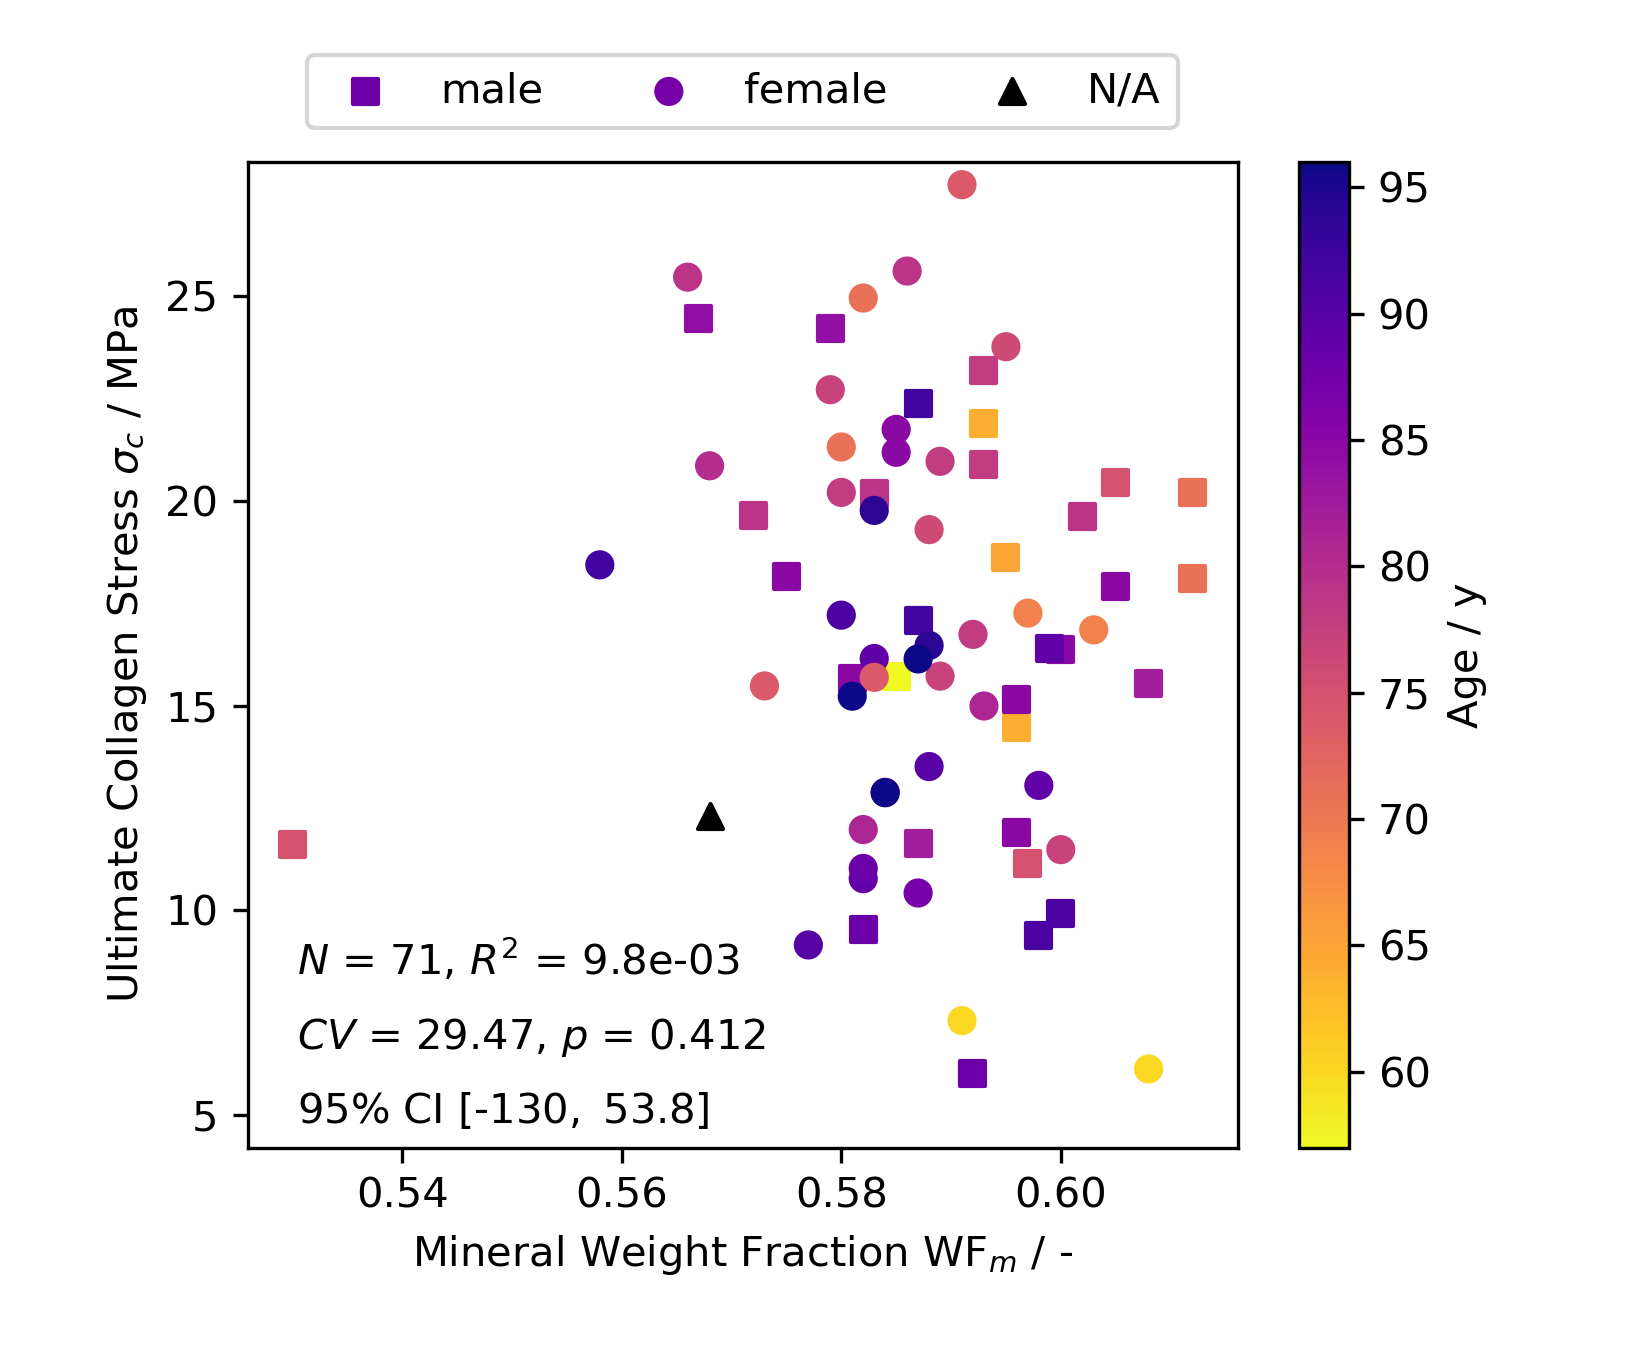 male female N/A
25
20
15
10
5
Ultimate Collagen Stress σc / MPa
N = 71, R² = 9.8e-03
CV = 29.47, p = 0.412
95% CI [-130, 53.8]
0.54 0.56 0.58 0.60
Mineral Weight Fraction WFm / -
95
90
85
80
75
70
65
60
Age / y